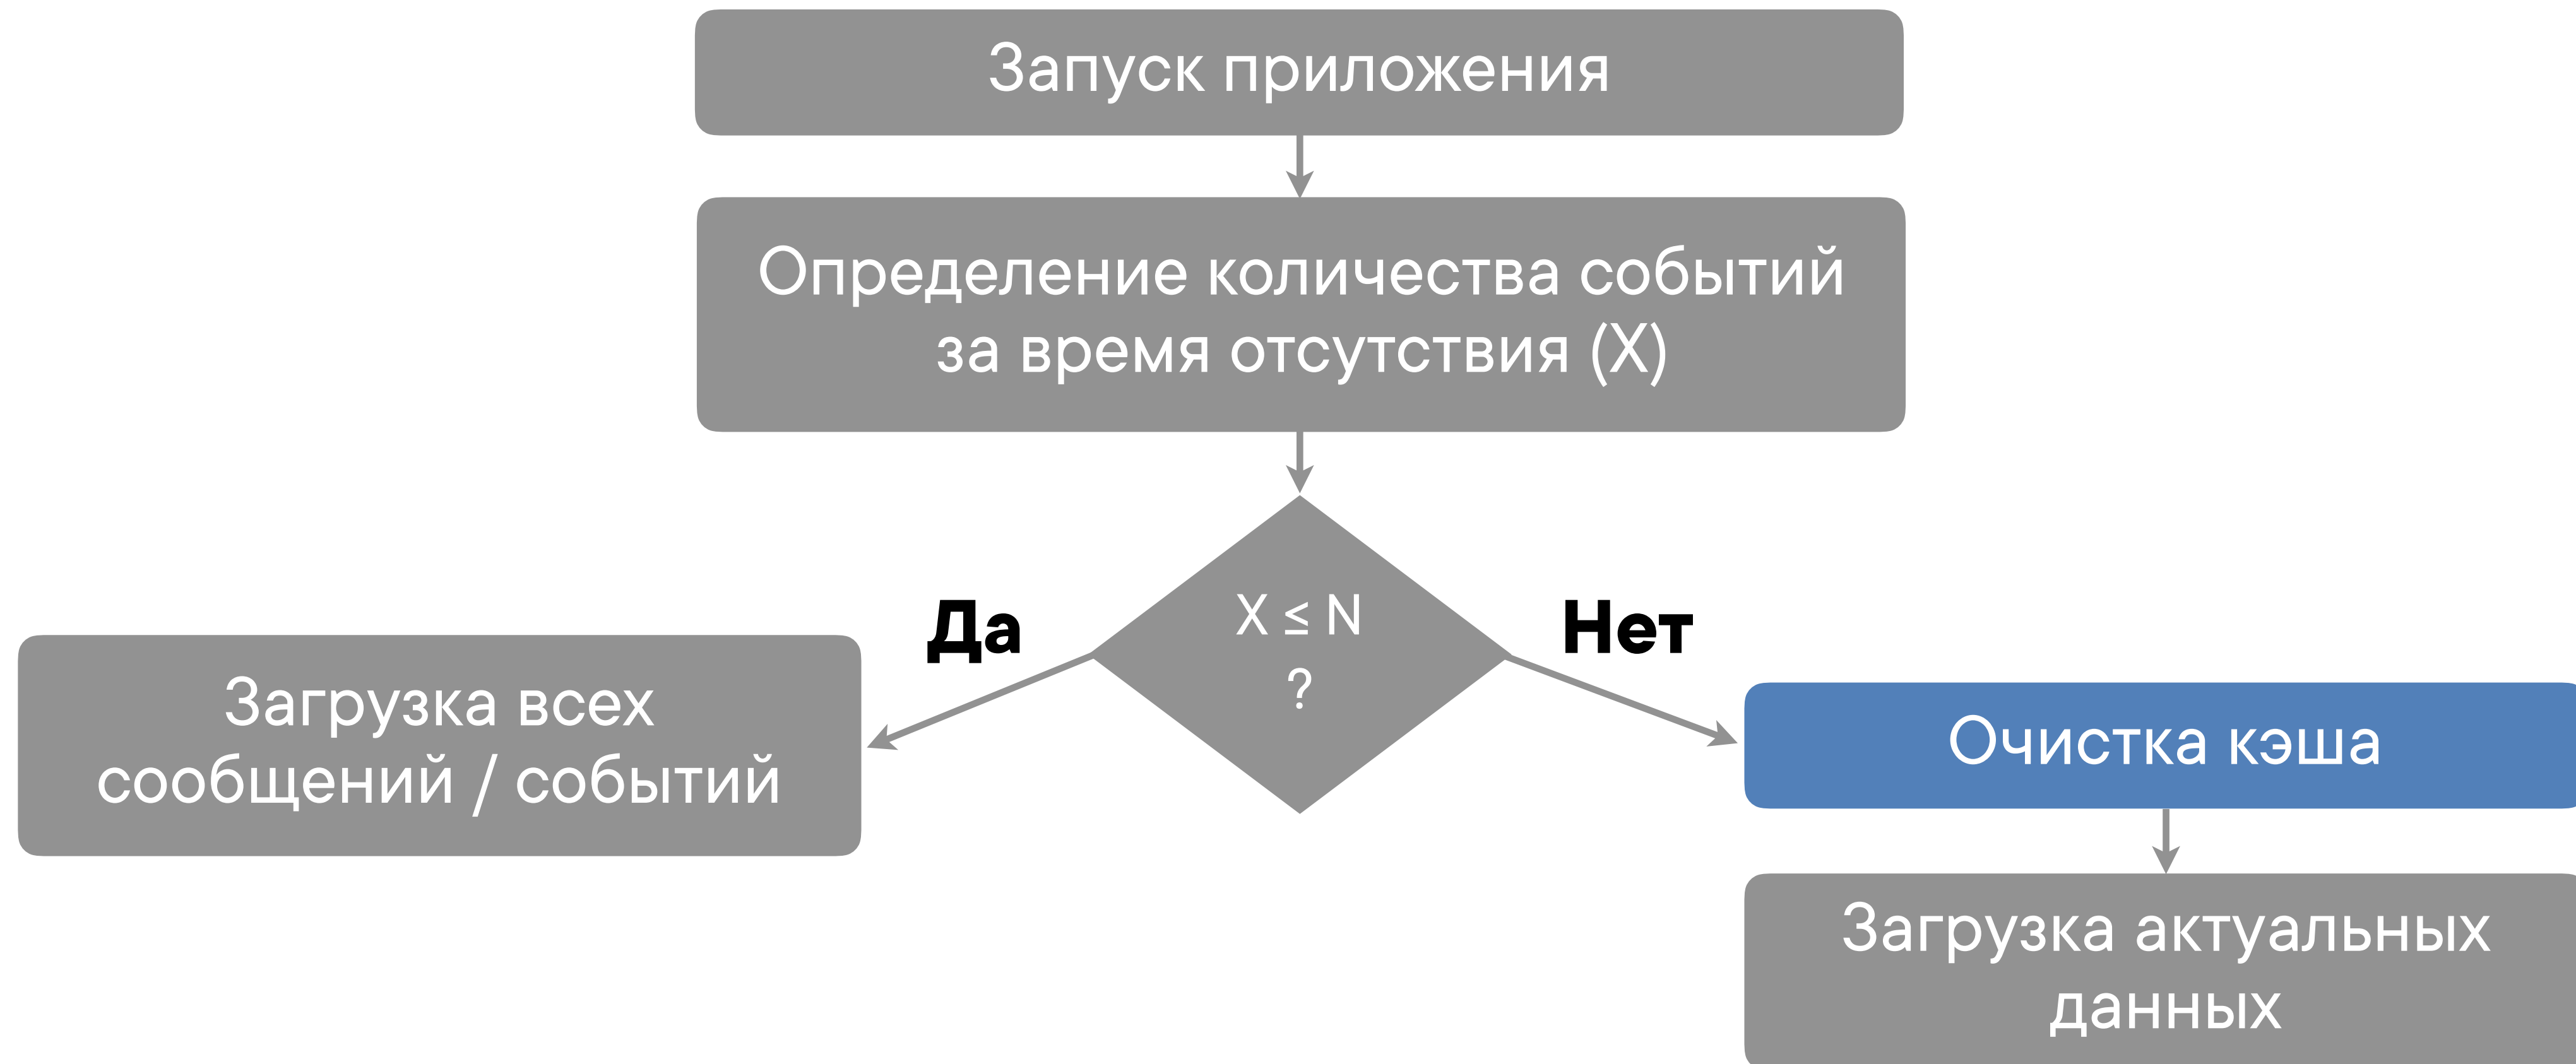 Запуск приложения
Определение количества событий
за время отсутствия (X)
X ≤ N
?
Да
Нет
Загрузка всех
сообщений / событий
Очистка кэша
Загрузка актуальных
данных